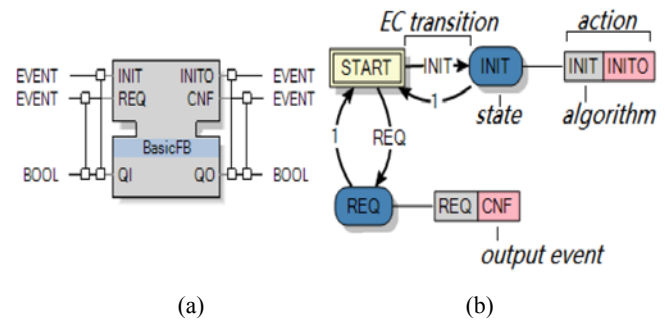 EVENT INIT INITO EVENT
EVENT REQ CNF EVENT
BasicFB
BOOL QI QO BOOL
(a)
EC transition
action
START INIT INIT INIT INITO
1
state
algorithm
1 REQ
REQ REQ CNF
output event
(b)